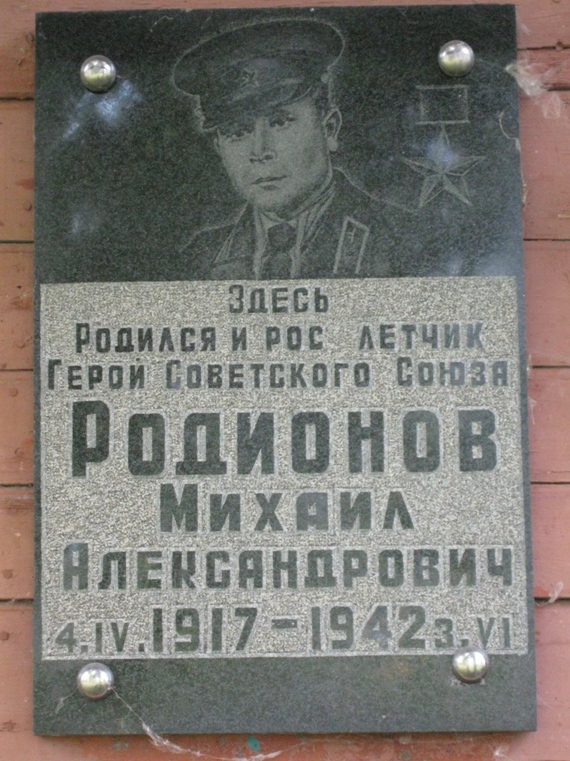 Здесь
Родился и рос летчик
Герой Советского Союза
Родионов
Михаил
Александрович
4.IV.1917-1942 3.VI